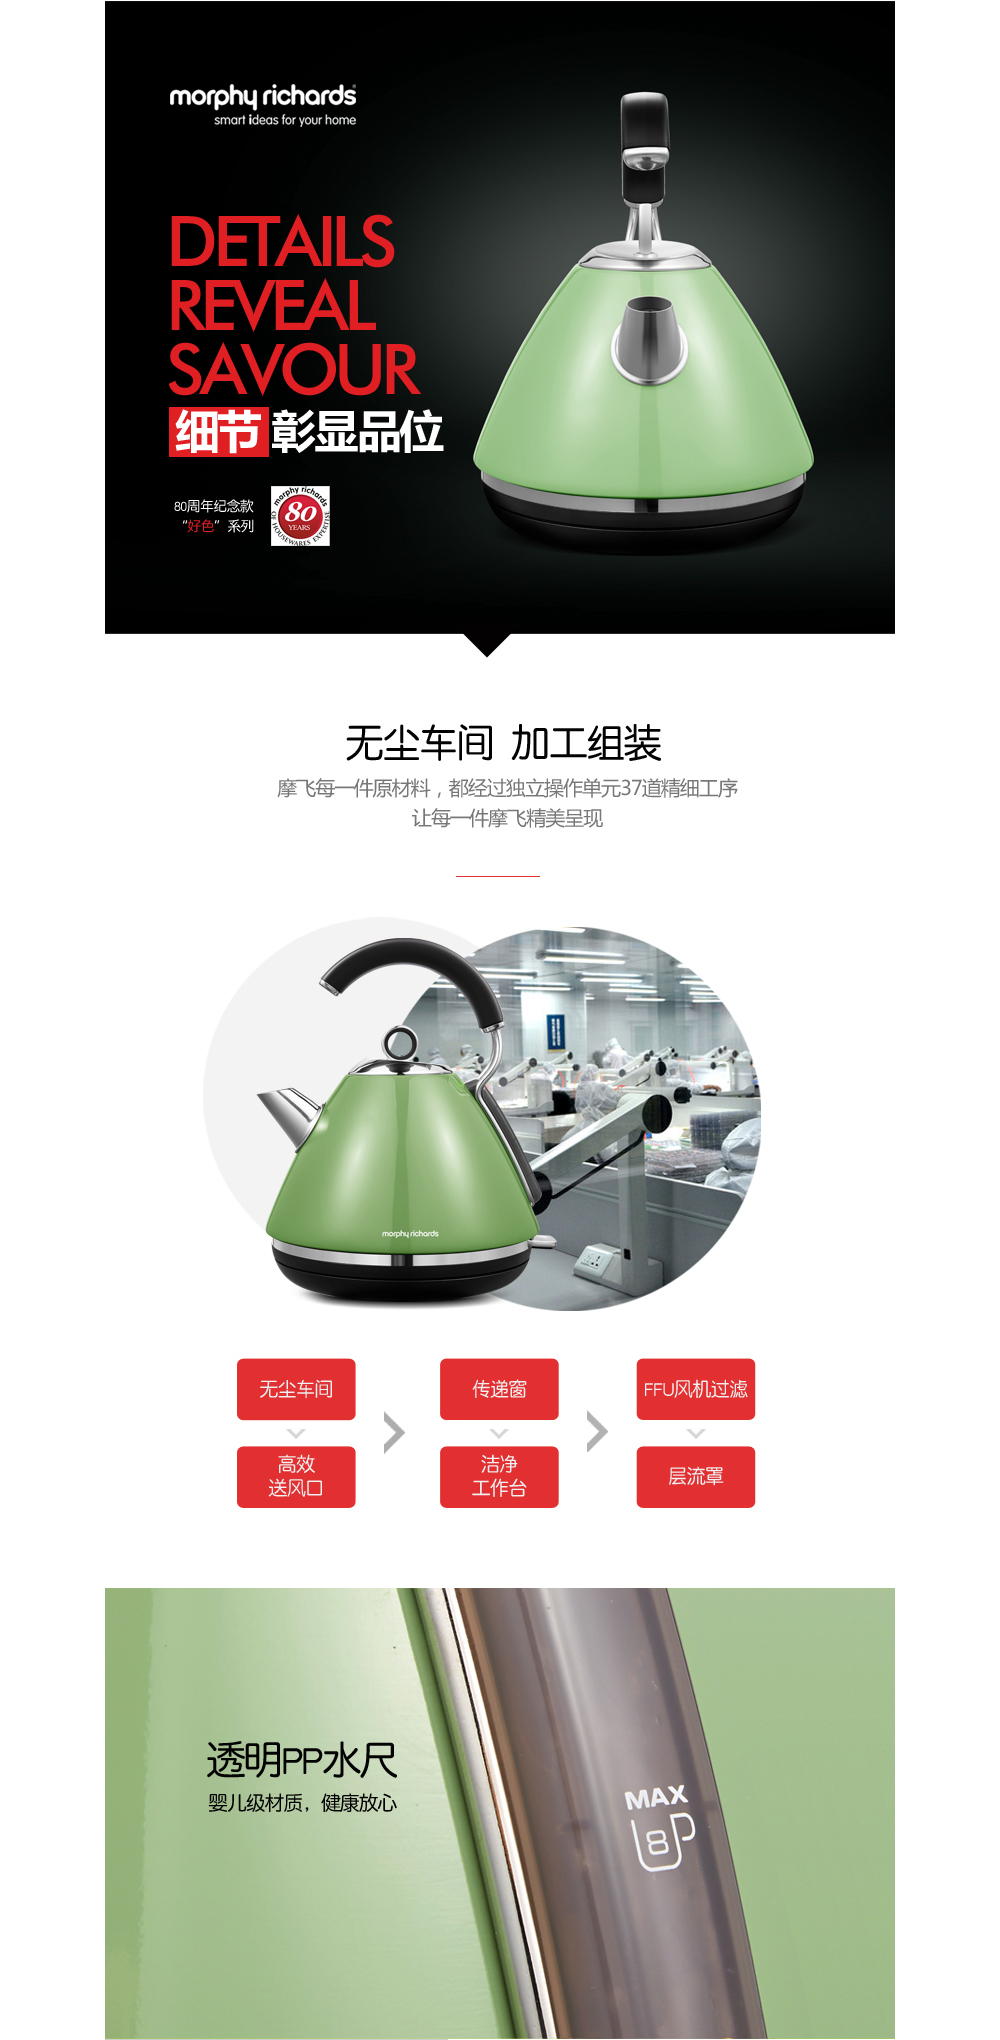 morphy richards
smart ideas for your home
DETAILS
REVEAL
SAVOUR
细节彰显品位
80周年纪念款
“好色”系列
morphy richards
80
YEARS
OF HOUSEWARES EXPERTISE
无尘车间 加工组装
摩飞每一件原材料，都经过独立操作单元37道精细工序
让每一件摩飞精美呈现
morphy richards
无尘车间
传递窗
FFU风机过滤
高效
送风口
洁净
工作台
层流罩
透明PP水尺
婴儿级材质，健康放心
MAX
8